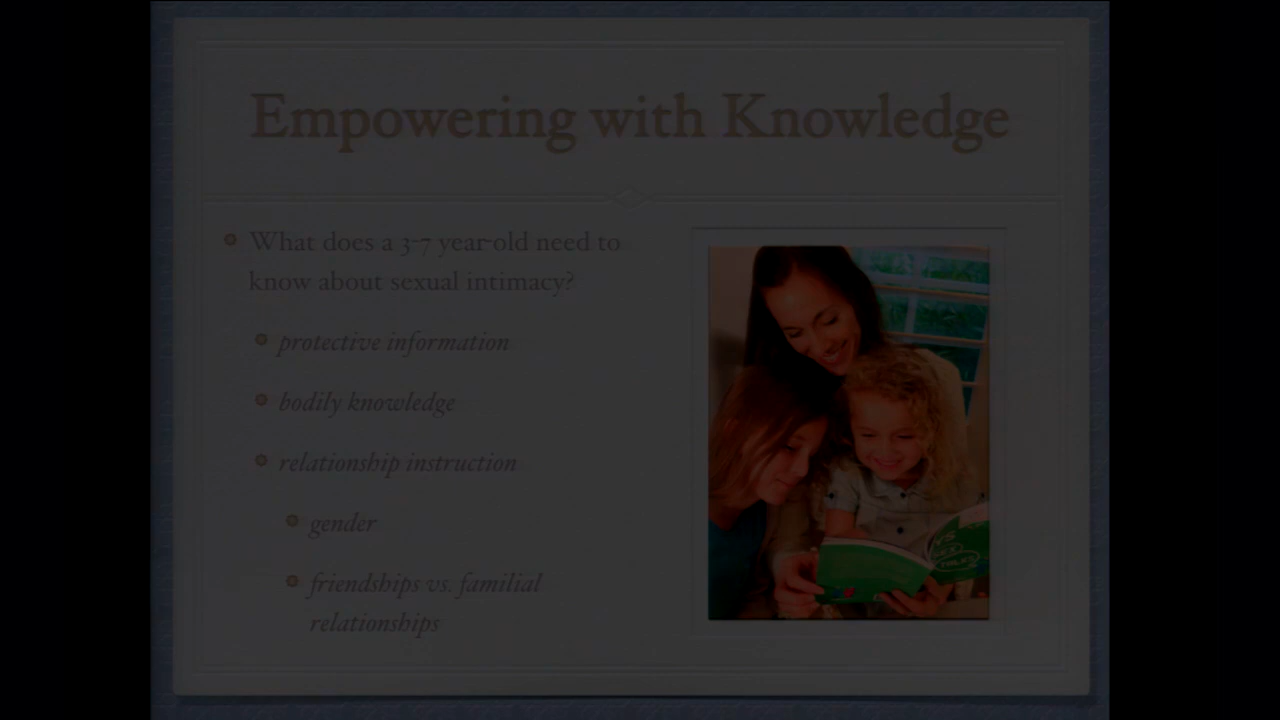 Empowering with Knowledge
What does a 3-7 year-old need to
know about sexual intimacy?
protective information
bodily knowledge
relationship instruction
gender
friendships vs. familial
relationships